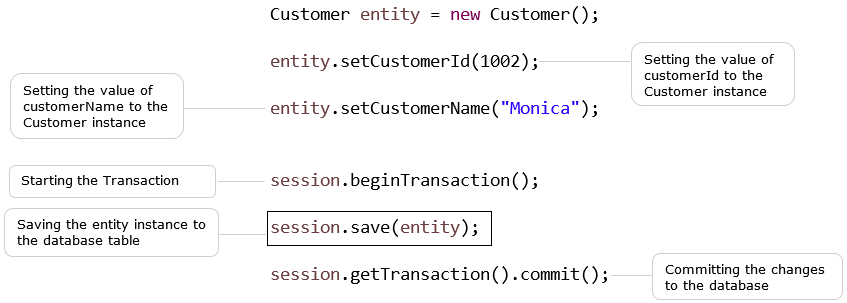 Customer entity = new Customer();
entity.setCustomerId(1002);
Setting the value of
customerId to the
Customer instance
Setting the value of
customerName to the
Customer instance
entity.setCustomerName("Monica");
Starting the Transaction
session.beginTransaction();
Saving the entity instance to
the database table
session.save(entity);
session.getTransaction().commit();
Committing the changes
to the database